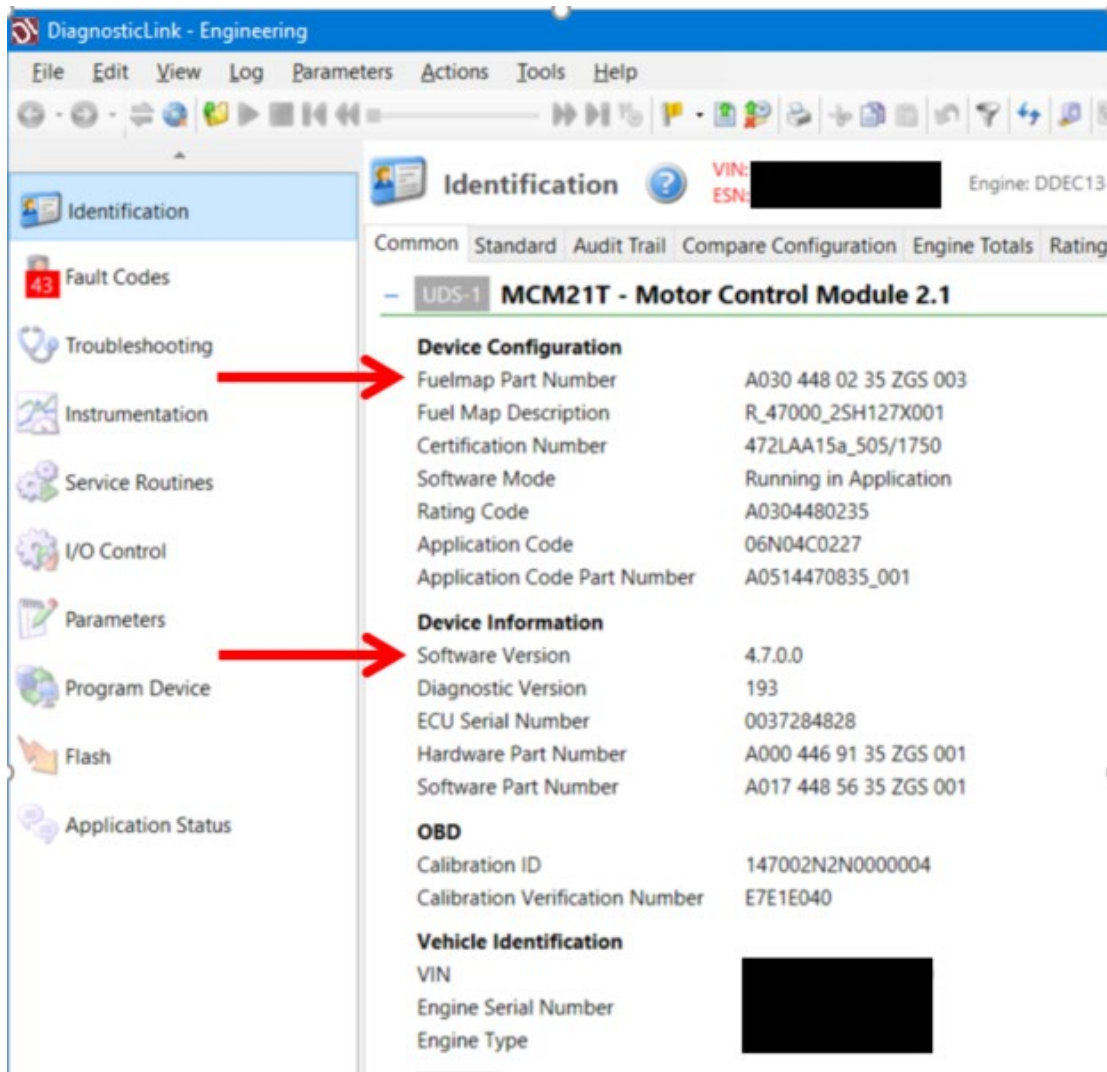 DiagnosticLink - Engineering
File Edit View Log Parameters Actions Tools Help
Identification
43 Fault Codes
Troubleshooting
Instrumentation
Service Routines
I/O Control
Parameters
Program Device
Flash
Application Status
Identification ? VIN: Engine: DDEC13-
ESN:
Common Standard Audit Trail Compare Configuration Engine Totals Rating
UDS-1 MCM21T - Motor Control Module 2.1
Device Configuration
Fuelmap Part Number A030 448 02 35 ZGS 003
Fuel Map Description R_47000_2SH127X001
Certification Number 472LAA15a_505/1750
Software Mode Running in Application
Rating Code A0304480235
Application Code 06N04C0227
Application Code Part Number A0514470835_001
Device Information
Software Version 4.7.0.0
Diagnostic Version 193
ECU Serial Number 0037284828
Hardware Part Number A000 446 91 35 ZGS 001
Software Part Number A017 448 56 35 ZGS 001
OBD
Calibration ID 147002N2N0000004
Calibration Verification Number E7E1E040
Vehicle Identification
VIN
Engine Serial Number
Engine Type